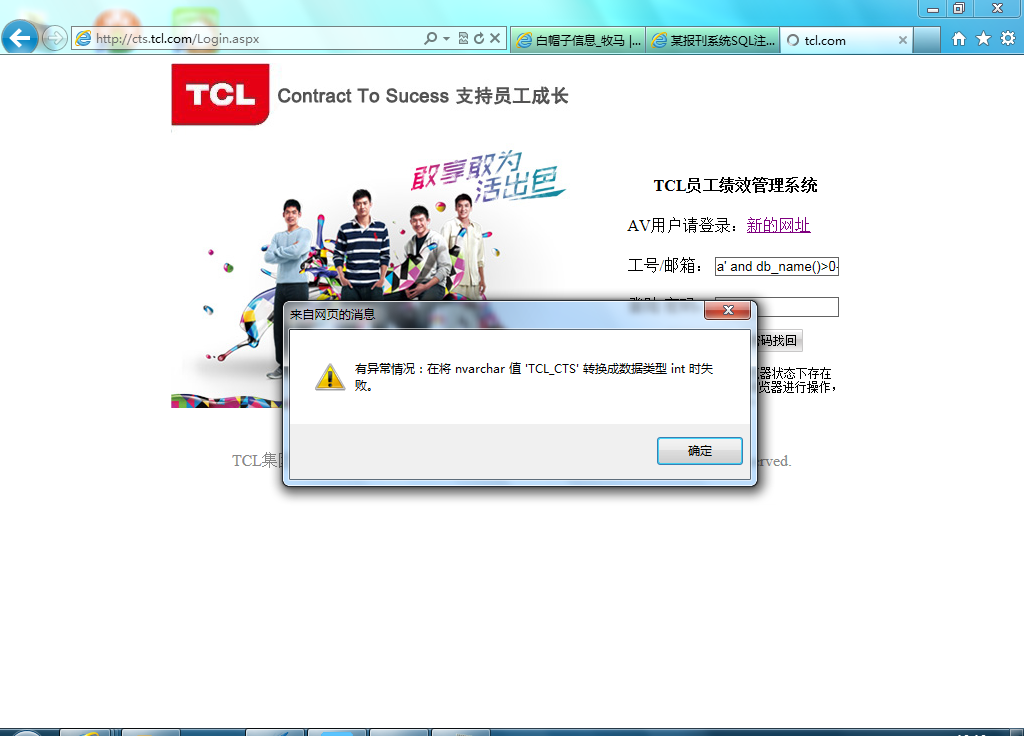 http://cts.tcl.com/Login.aspx
白帽子信息_牧马 |...
某报刊系统SQL注...
tcl.com
TCL
Contract To Sucess 支持员工成长
敢享敢为
活出色
TCL员工绩效管理系统
AV用户请登录：新的网址
工号/邮箱：
a' and db_name()>0-
码找回
器状态下存在
览器进行操作，
来自网页的消息
有异常情况：在将 nvarchar 值 'TCL_CTS' 转换成数据类型 int 时失
败。
确定
TCL集
rved.